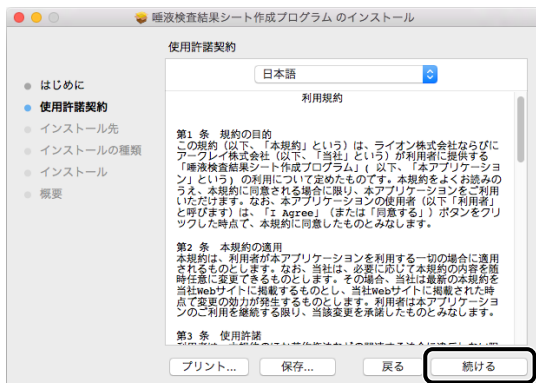 唾液検査結果シート作成プログラム のインストール
使用許諾契約
日本語
はじめに
使用許諾契約
インストール先
インストールの種類
インストール
概要
利用規約
第1 条 規約の目的
この規約（以下、「本規約」という）は、ライオン株式会社ならびに
アークレイ株式会社（以下、「当社」という）が利用者に提供する
「唾液検査結果シート作成プログラム」( 以下、「本アプリケーショ
ン」という) の利用について定めたものです。本規約をよくお読みの
うえ、本規約に同意される場合に限り、本アプリケーションをご利用
いただけます。なお、本アプリケーションの使用者（以下「利用者」
と呼びます）は、「I Agree」（または「同意する」）ボタンをクリ
ックした時点で、本規約に同意したものとみなします。
第2 条 本規約の適用
本規約は、利用者が本アプリケーションを利用する一切の場合に適用
されるものとします。なお、当社は、必要に応じて本規約の内容を随
時任意に変更できるものとします。その場合、当社は最新の本規約を
当社Webサイトに掲載するものとし、当社Webサイトに掲載された時
点で変更の効力が発生するものとします。利用者は本アプリケーショ
ンのご利用を継続する限り、当該変更を承諾したものとみなします。
第3 条 使用許諾
プリント...
保存...
戻る
続ける